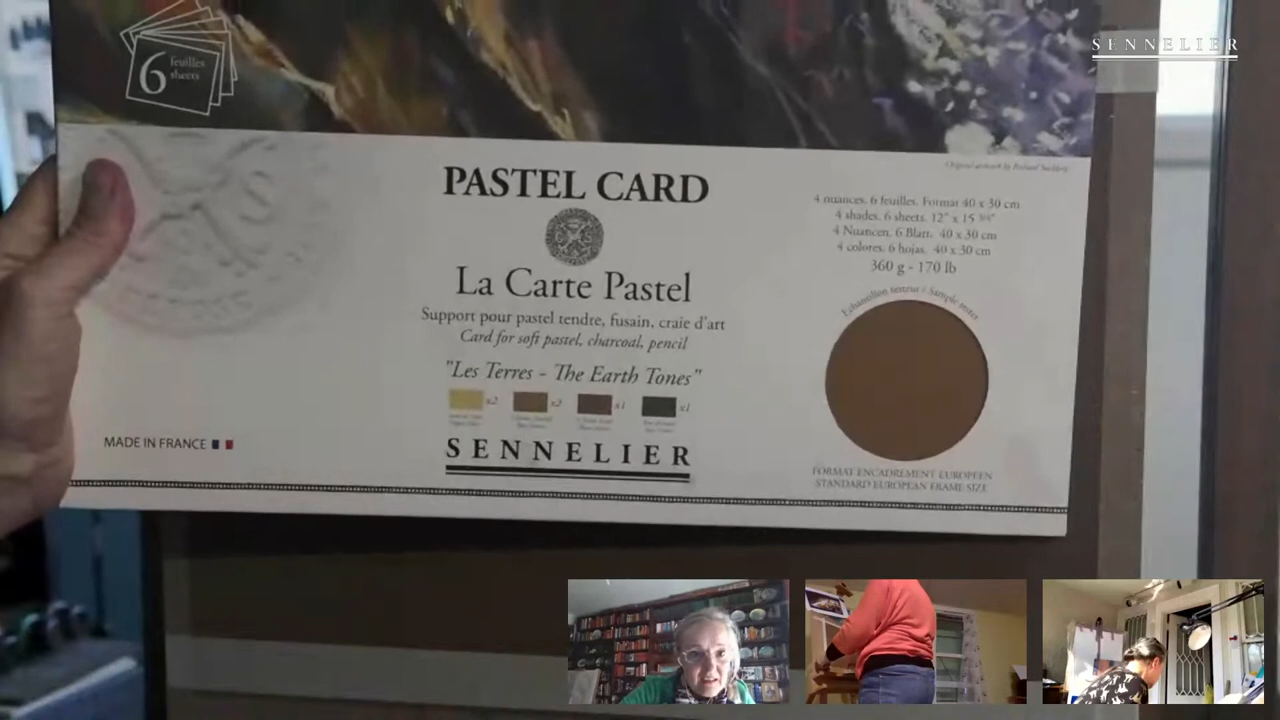 SENNELIER
6 feuilles
sheets
PASTEL CARD
La Carte Pastel
Support pour pastel tendre, fusain, craie d'art
Card for soft pastel, charcoal, pencil
"Les Terres - The Earth Tones"
x2 x2 x1 x1
SENNELIER
MADE IN FRANCE
4 nuances. 6 feuilles. Format 40 x 30 cm
4 shades. 6 sheets. 12" x 15 3/4"
4 Nuancen. 6 Blatt. 40 x 30 cm
4 colores. 6 hojas. 40 x 30 cm
360 g - 170 lb
Echantillon texteur / Sample tester
FORMAT ENCADREMENT EUROPÉEN
STANDARD EUROPEAN FRAME SIZE